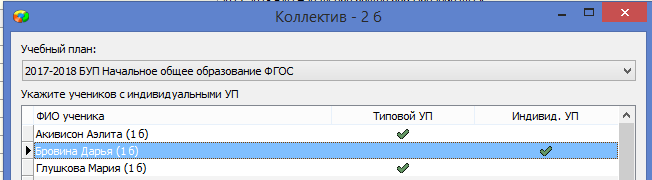 Коллектив - 2 б
Учебный план:
2017-2018 БУП Начальное общее образование ФГОС
Укажите учеников с индивидуальными УП
ФИО ученика Типовой УП Индивид. УП
Акивисон Аэлита (1 б)
Бровина Дарья (1 б)
Глушкова Мария (1 б)